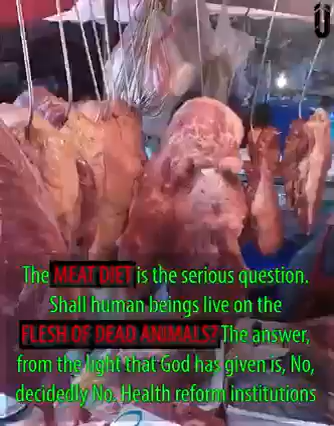 The MEAT DIET is the serious question.
Shall human beings live on the
FLESH OF DEAD ANIMALS? The answer,
from the light that God has given is, No,
decidedly No. Health reform institutions